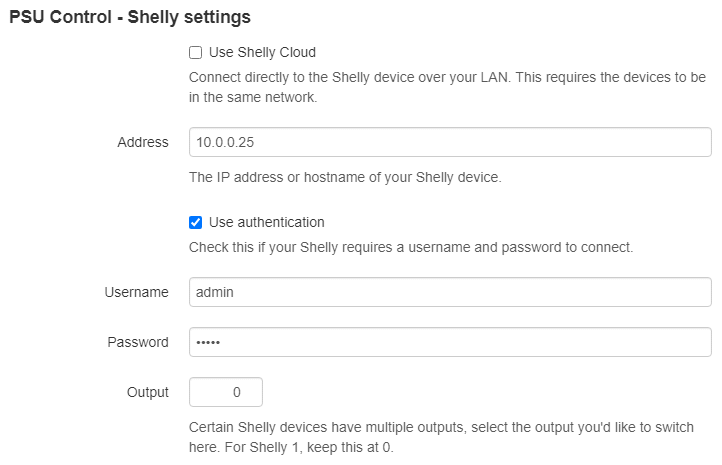 PSU Control - Shelly settings
Use Shelly Cloud
Connect directly to the Shelly device over your LAN. This requires the devices to be
in the same network.
Address 10.0.0.25
The IP address or hostname of your Shelly device.
Use authentication
Check this if your Shelly requires a username and password to connect.
Username admin
Password •••••
Output 0
Certain Shelly devices have multiple outputs, select the output you'd like to switch
here. For Shelly 1, keep this at 0.